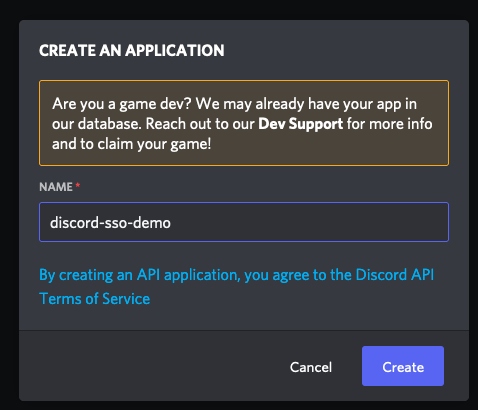 CREATE AN APPLICATION
Are you a game dev? We may already have your app in
our database. Reach out to our Dev Support for more info
and to claim your game!
NAME *
discord-sso-demo
By creating an API application, you agree to the Discord API
Terms of Service
Cancel
Create